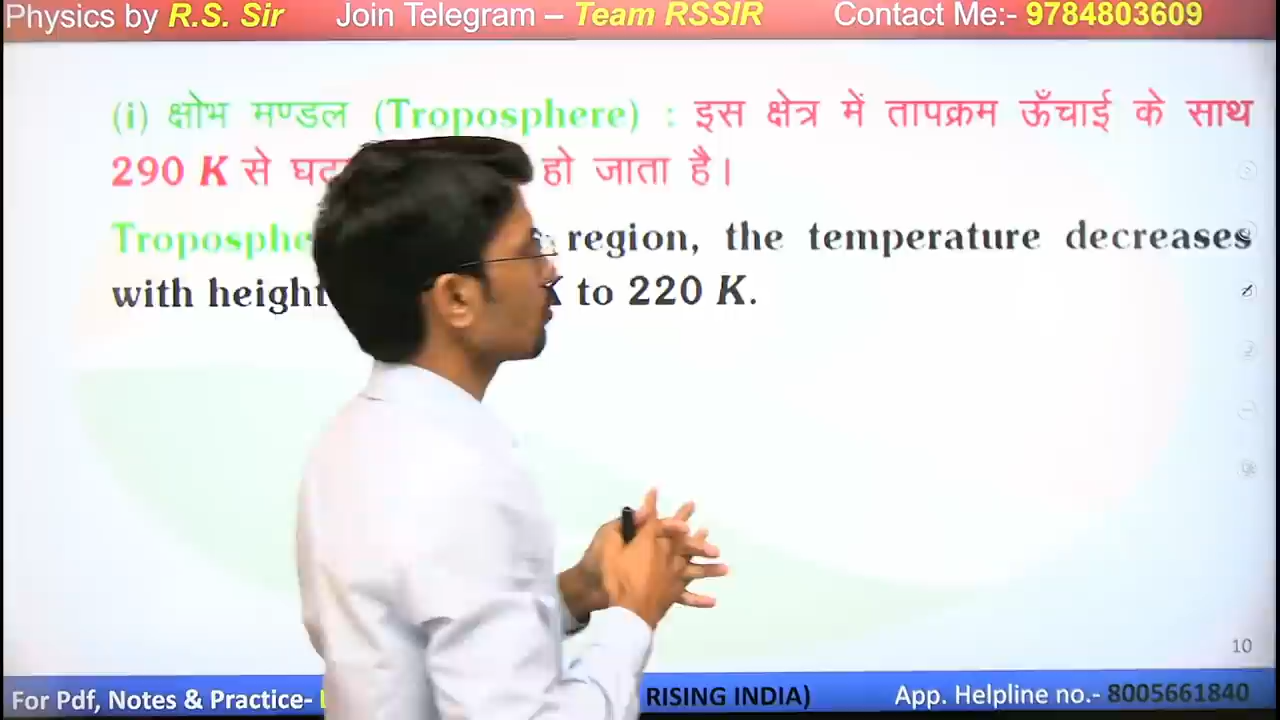 Physics by R.S. Sir Join Telegram – Team RSSIR Contact Me:- 9784803609
(i) क्षोभ मण्डल (Troposphere) : इस क्षेत्र में तापक्रम ऊँचाई के साथ
290 K से हो जाता है।
region, the temperature decreases
with height to 220 K.
10
For Pdf, Notes & Practice- RISING INDIA) App. Helpline no.- 8005661840